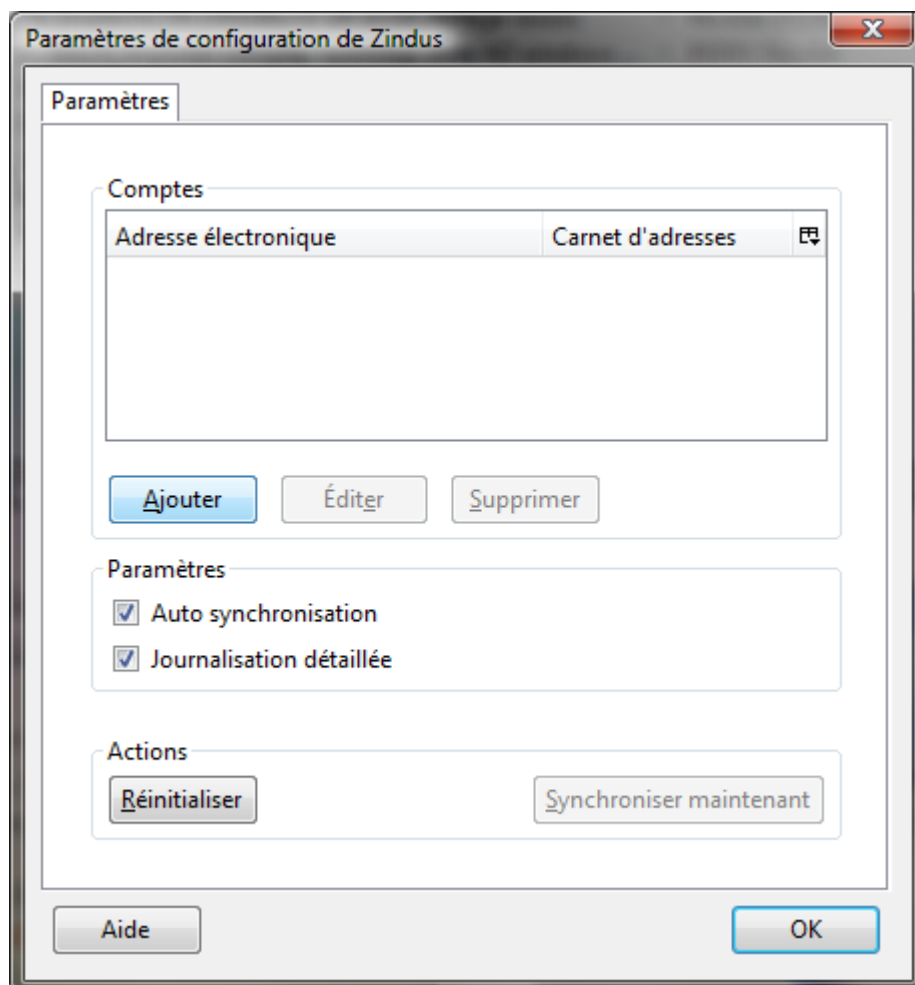 Paramètres de configuration de Zindus
Paramètres
Comptes
Adresse électronique Carnet d'adresses
Ajouter Éditer Supprimer
Paramètres
Auto synchronisation
Journalisation détaillée
Actions
Réinitialiser Synchroniser maintenant
Aide OK